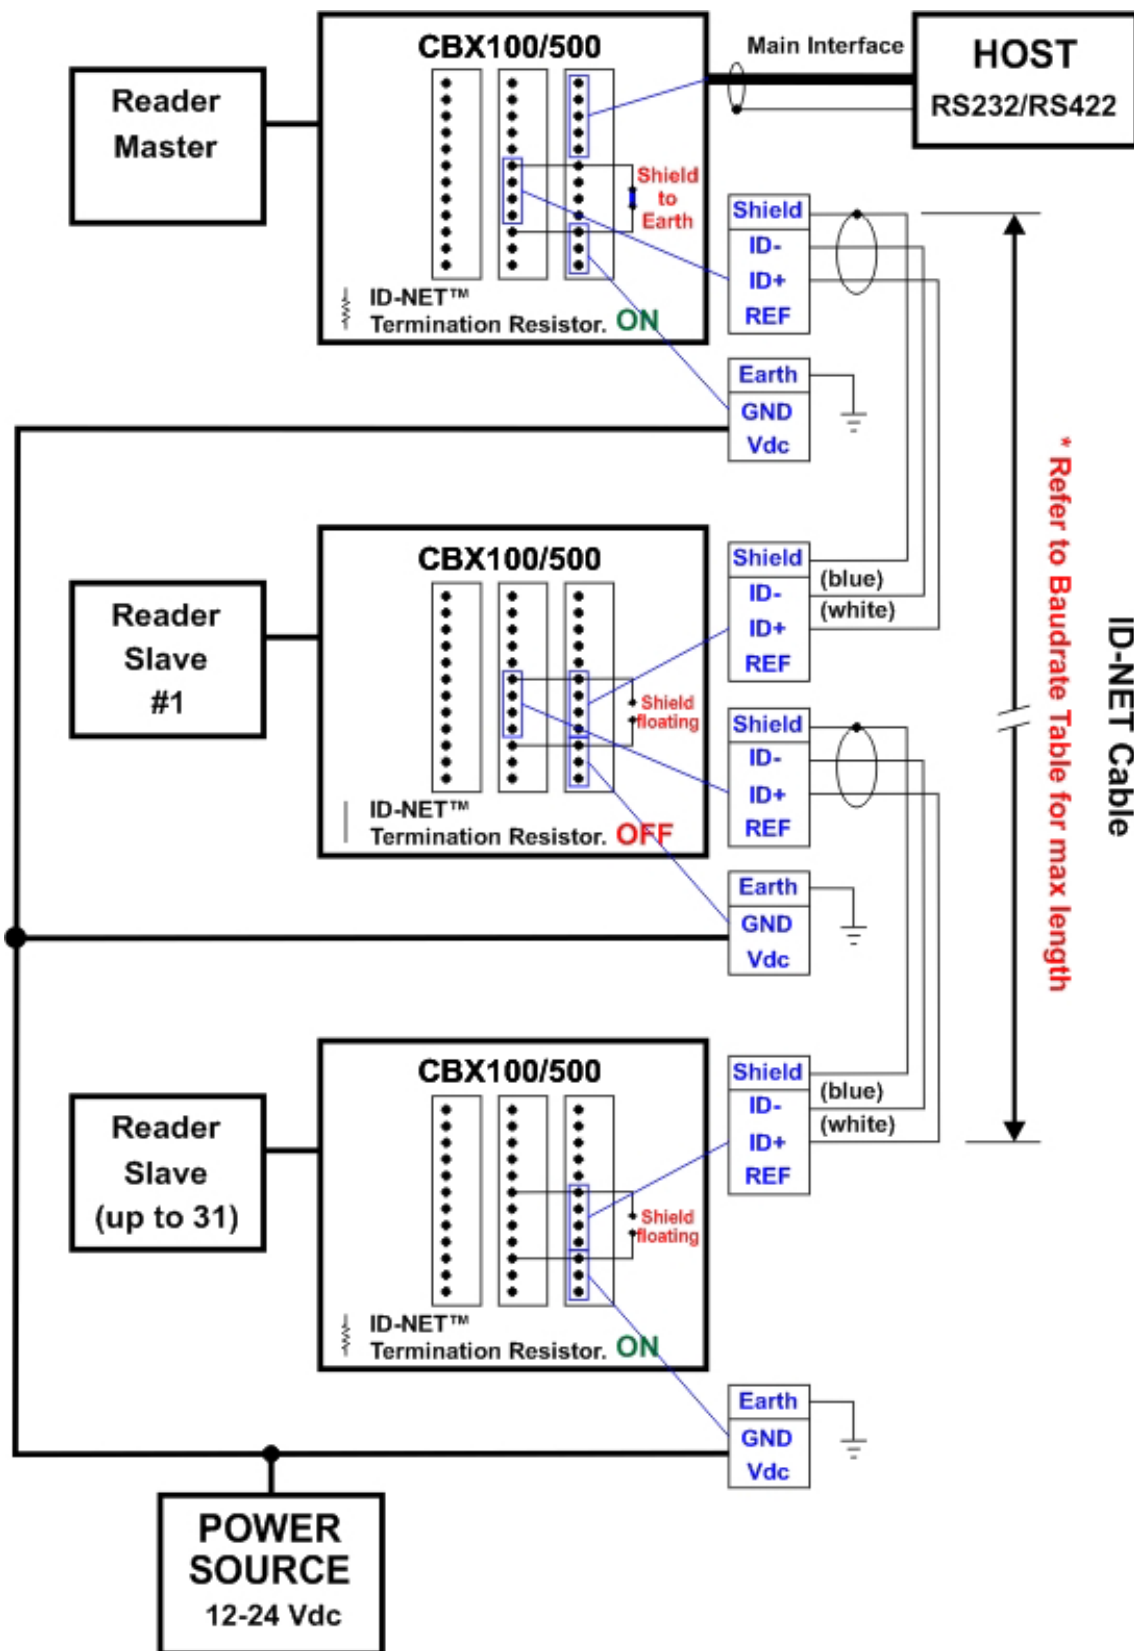 CBX100/500
Main Interface
HOST
RS232/RS422
Reader
Master
Shield
to
Earth
ID-NET™
Termination Resistor. ON
Shield
ID-
ID+
REF
Earth
GND
Vdc
CBX100/500
Reader
Slave
#1
Shield
floating
ID-NET™
Termination Resistor. OFF
Shield
(blue)
ID-
(white)
ID+
REF
Shield
ID-
ID+
REF
Earth
GND
Vdc
* Refer to Baudrate Table for max length
ID-NET Cable
CBX100/500
Reader
Slave
(up to 31)
Shield
floating
ID-NET™
Termination Resistor. ON
Shield
(blue)
ID-
(white)
ID+
REF
Earth
GND
Vdc
POWER
SOURCE
12-24 Vdc